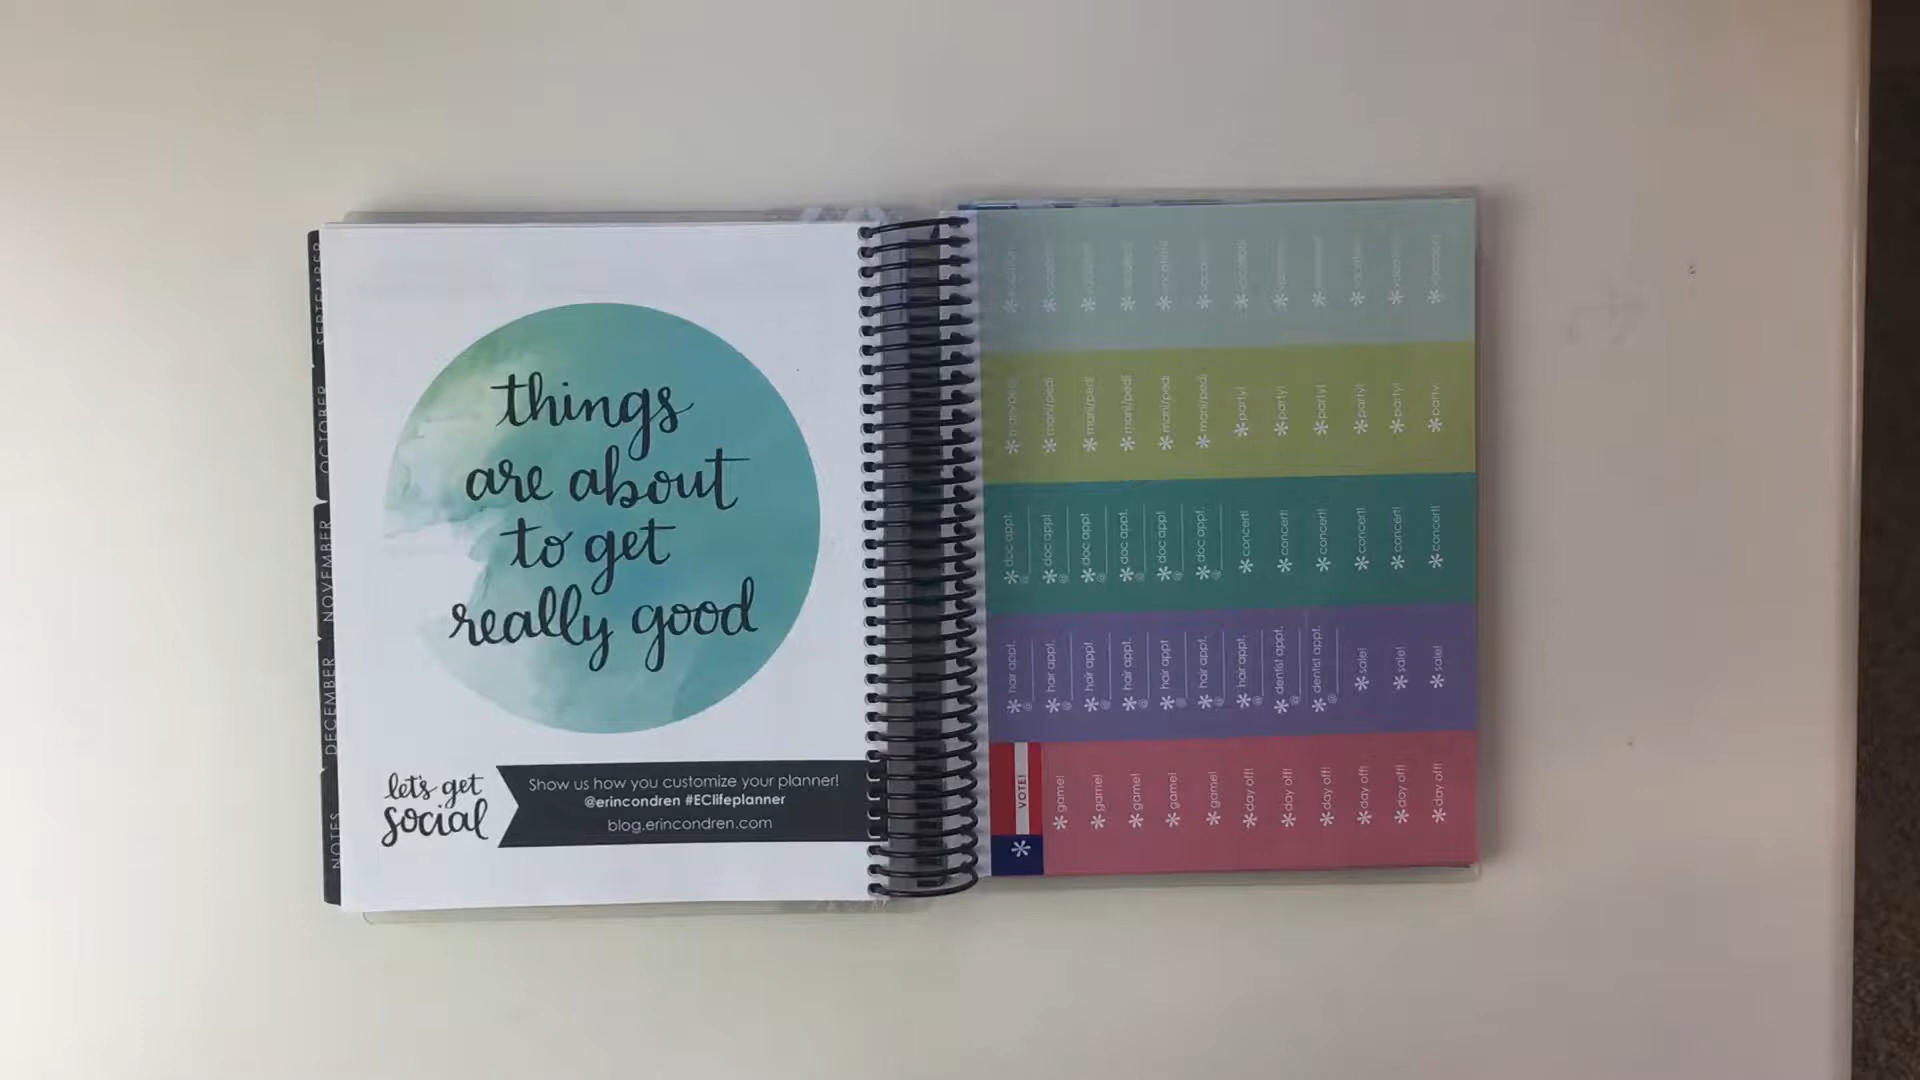 SEPTEMBER
OCTOBER
NOVEMBER
DECEMBER
NOTES
things
are about
to get
really good
let's get
social
Show us how you customize your planner!
@erincondren #EClifeplanner
blog.erincondren.com
*mani/pedi *mani/pedi *mani/pedi *mani/pedi *mani/pedi *mani/pedi *party! *party! *party! *party! *party! *party!
*doc appt. *doc appt. *doc appt. *doc appt. *doc appt. *doc appt. *concert! *concert! *concert! *concert! *concert! *concert!
@ @ @ @ @ @
*hair appt. *hair appt. *hair appt. *hair appt. *hair appt. *hair appt. *hair appt. *dentist appt. *dentist appt. *sale! *sale! *sale!
@ @ @ @ @ @ @ @ @
VOTE! *
*game! *game! *game! *game! *game! *day off! *day off! *day off! *day off! *day off! *day off!